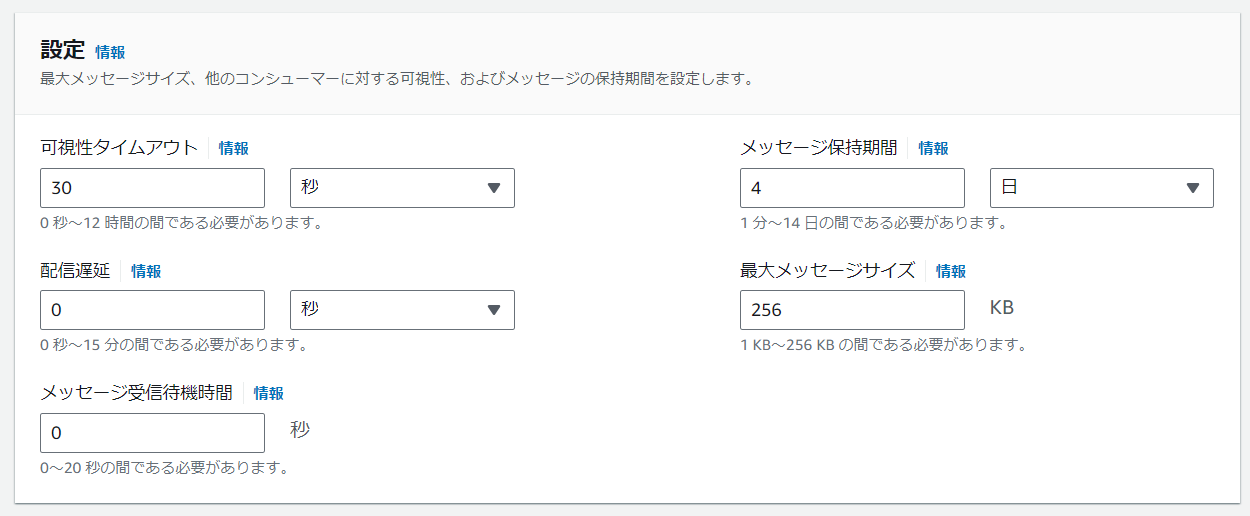 設定 情報
最大メッセージサイズ、他のコンシューマーに対する可視性、およびメッセージの保持期間を設定します。
可視性タイムアウト 情報
30 秒
0 秒～12 時間の間である必要があります。
メッセージ保持期間 情報
4 日
1 分～14 日の間である必要があります。
配信遅延 情報
0 秒
0 秒～15 分の間である必要があります。
最大メッセージサイズ 情報
256 KB
1 KB～256 KB の間である必要があります。
メッセージ受信待機時間 情報
0 秒
0～20 秒の間である必要があります。